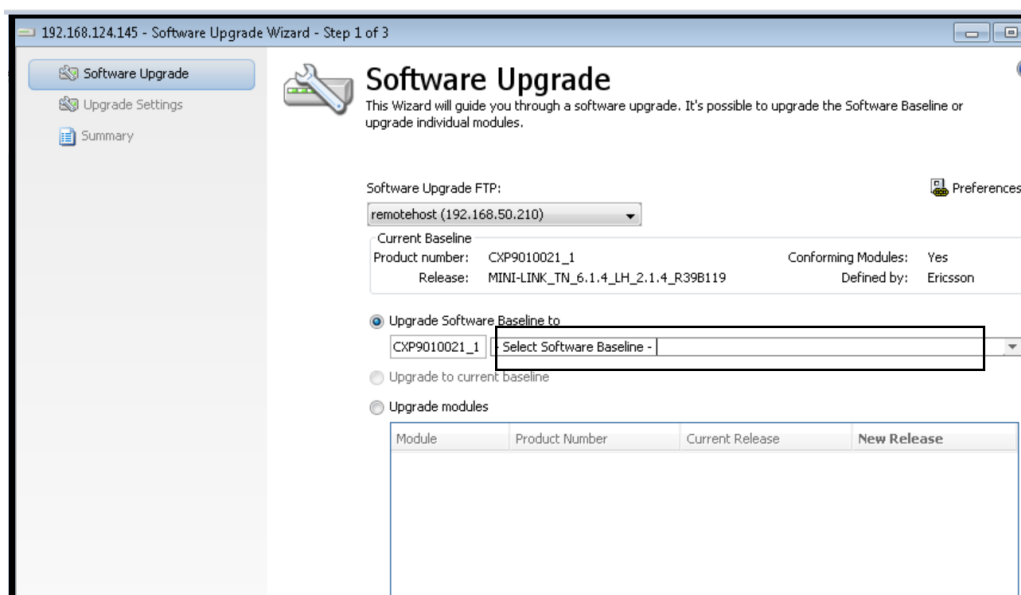 192.168.124.145 - Software Upgrade Wizard - Step 1 of 3
Software Upgrade
Upgrade Settings
Summary
Software Upgrade
This Wizard will guide you through a software upgrade. It's possible to upgrade the Software Baseline or
upgrade individual modules.
Software Upgrade FTP:
Preferences
remotehost (192.168.50.210)
Current Baseline
Product number: CXP9010021_1 Conforming Modules: Yes
Release: MINI-LINK_TN_6.1.4_LH_2.1.4_R39B119 Defined by: Ericsson
Upgrade Software Baseline to
CXP9010021_1 - Select Software Baseline -
Upgrade to current baseline
Upgrade modules
Module Product Number Current Release New Release